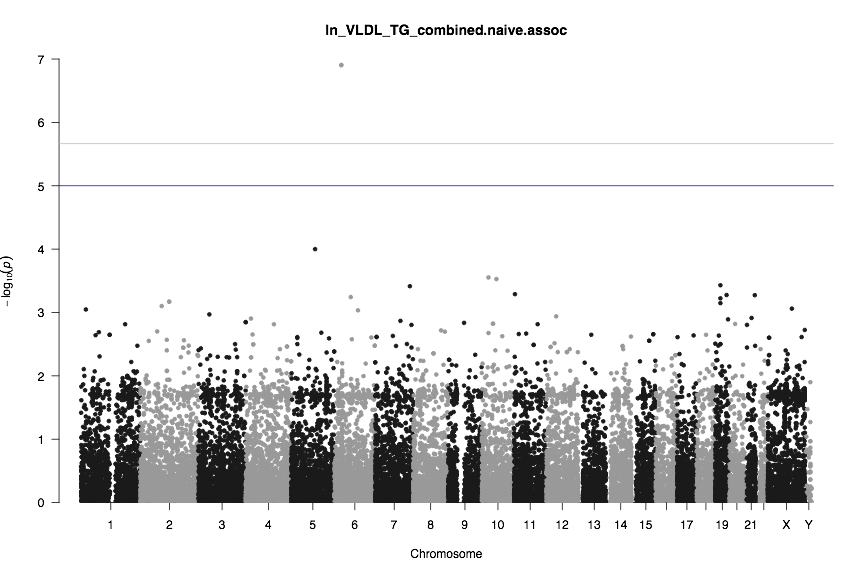 ln_VLDL_TG_combined.naive.assoc
7
6
5
4
3
2
1
0
−log10(p)
1 2 3 4 5 6 7 8 9 10 11 12 13 14 15 17 19 21 X Y
Chromosome